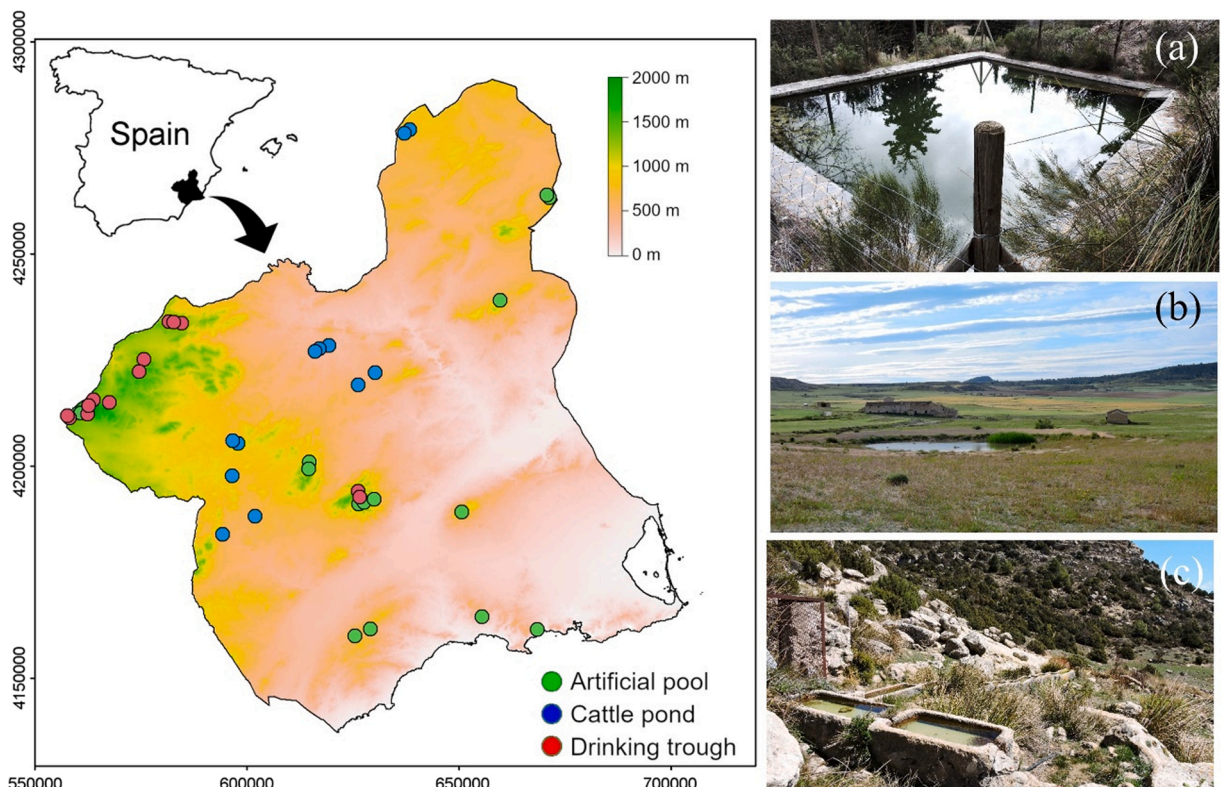 4300000
4250000
4200000
4150000
550000
600000
650000
700000
Spain
2000 m
1500 m
1000 m
500 m
0 m
Artificial pool
Cattle pond
Drinking trough
(a)
(b)
(c)